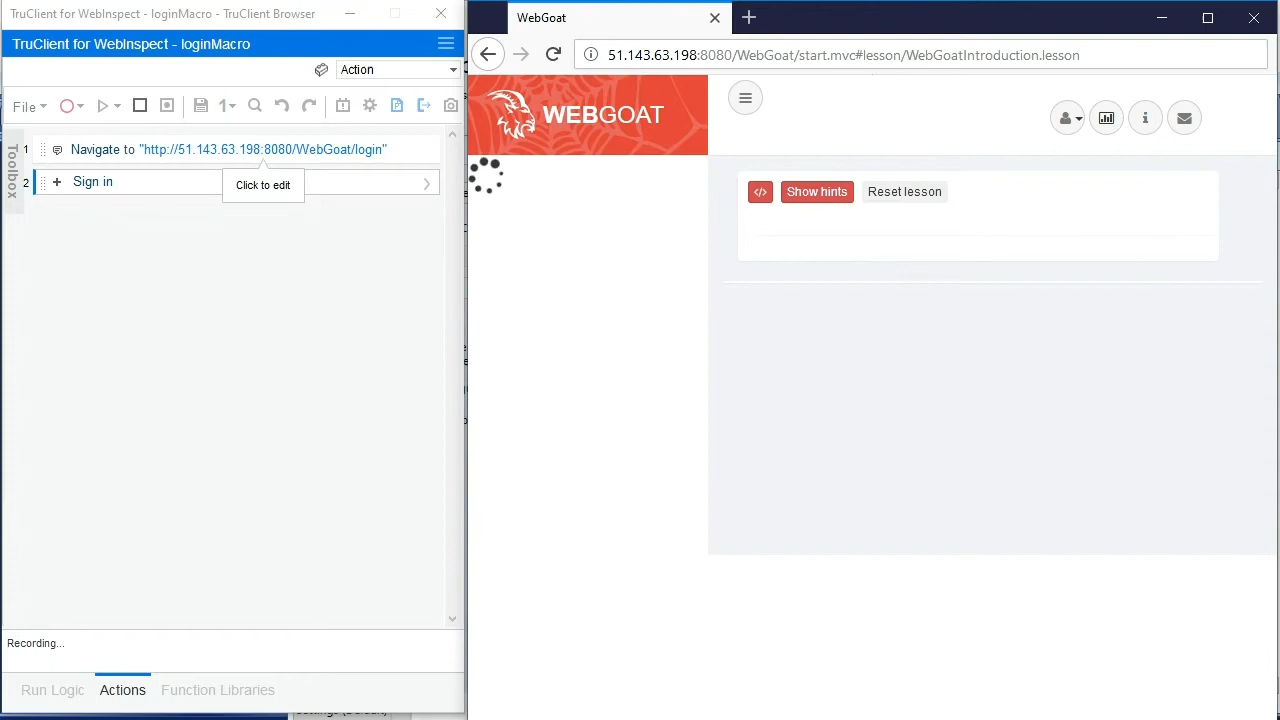 TruClient for WebInspect - loginMacro - TruClient Browser
TruClient for WebInspect - loginMacro
Action
File
1 Navigate to "http://51.143.63.198:8080/WebGoat/login"
2 Sign in
Click to edit
Toolbox
Recording...
Run Logic Actions Function Libraries
WebGoat
51.143.63.198:8080/WebGoat/start.mvc#lesson/WebGoatIntroduction.lesson
WEBGOAT
Show hints Reset lesson